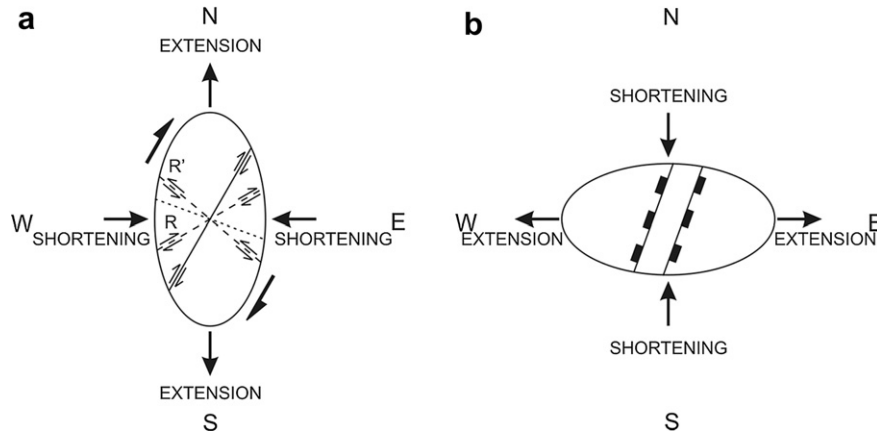 a
N
EXTENSION
R'
R
W
SHORTENING
SHORTENING
E
EXTENSION
S
b
N
SHORTENING
W
EXTENSION
E
EXTENSION
SHORTENING
S